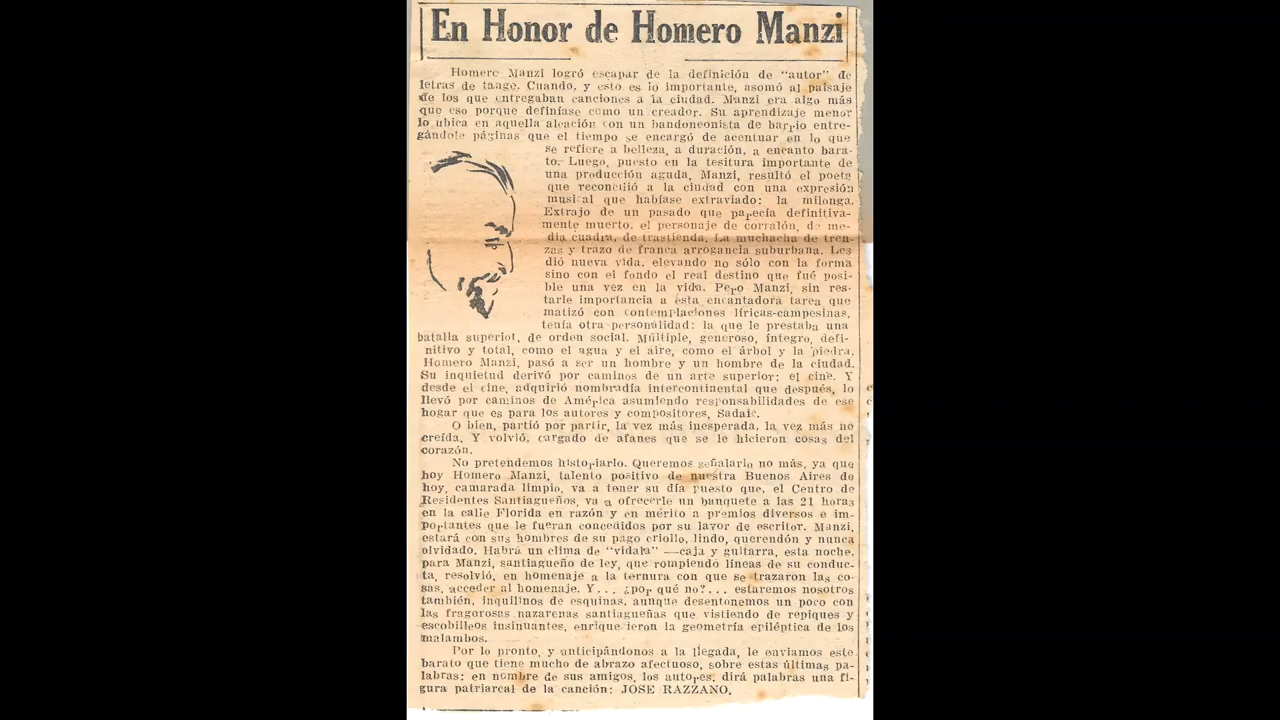 En Honor de Homero Manzi
Homero Manzi logró escapar de la definición de "autor" de
letras de tango. Cuando, y esto es lo importante, asomó al paisaje
de los que entregaban canciones a la ciudad. Manzi era algo más
que eso porque definíase como un creador. Su aprendizaje menor
lo ubica en aquella aleación con un bandoneonista de barrio entre-
gándole páginas que el tiempo se encargó de acentuar en lo que
se refiere a belleza, a duración, a encanto bara-
to. Luego, puesto en la tesitura importante de
una producción aguda, Manzi, resultó el poeta
que reconcilió a la ciudad con una expresión
musical que habíase extraviado: la milonga.
Extrajo de un pasado que parecía definitiva-
mente muerto, el personaje de corralón, de me-
dia cuadra, de trastienda. La muchacha de tren-
zas y trazo de franca arrogancia suburbana. Les
dió nueva vida, elevando no sólo con la forma
sino con el fondo el real destino que fué posi-
ble una vez en la vida. Pero Manzi, sin res-
tarle importancia a ésta encantadora tarea que
matizó con contemplaciones líricas-campesinas,
tenía otra personalidad: la que le prestaba una
batalla superior, de orden social. Múltiple, generoso, íntegro, defi-
nitivo y total, como el agua y el aire, como el árbol y la piedra,
Homero Manzi, pasó a ser un hombre y un hombre de la ciudad.
Su inquietud derivó por caminos de un arte superior: el cine. Y
desde el cine, adquirió nombradía intercontinental que después, lo
llevó por caminos de América asumiendo responsabilidades de ese
hogar que es para los autores y compositores, Sadaic.
O bien, partió por partir, la vez más inesperada, la vez más no
creída, Y volvió, cargado de afanes que se le hicieron cosas del
corazón.
No pretendemos historiarlo. Queremos señalarlo no más, ya que
hoy Homero Manzi, talento positivo de nuestra Buenos Aires de
hoy, camarada limpio, va a tener su día puesto que, el Centro de
Residentes Santiagueños, va a ofrecerle un banquete a las 21 horas
en la calle Florida en razón y en mérito a premios diversos e im-
portantes que le fueran concedidos por su lavor de escritor. Manzi,
estará con sus hombres de su pago criollo, lindo, querendón y nunca
olvidado. Habrá un clima de "vidala" —caja y guitarra, esta noche,
para Manzi, santiagueño de ley, que rompiendo líneas de su conduc-
ta, resolvió, en homenaje a la ternura con que se trazaron las co-
sas, acceder al homenaje. Y... ¿por qué no?... estaremos nosotros
también, inquilinos de esquinas, aunque desentonemos un poco con
las fragorosas nazarenas santiagueñas que vistiendo de repiques y
escobilleos insinuantes, enriquecieron la geometría epiléptica de los
malambos.
Por lo pronto, y anticipándonos a la llegada, le enviamos este
barato que tiene mucho de abrazo afectuoso, sobre estas últimas pa-
labras: en nombre de sus amigos, los autores, dirá palabras una fi-
gura patriarcal de la canción: JOSE RAZZANO.